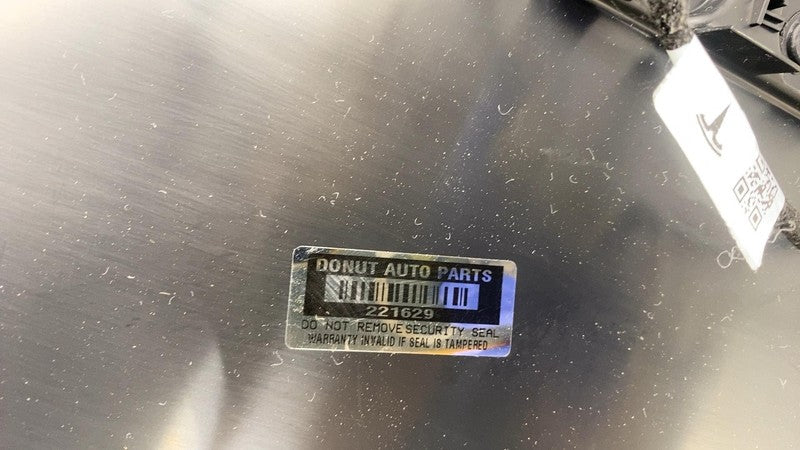 DONUT AUTO PARTS
221629
DO NOT REMOVE SECURITY SEAL
WARRANTY INVALID IF SEAL IS TAMPERED